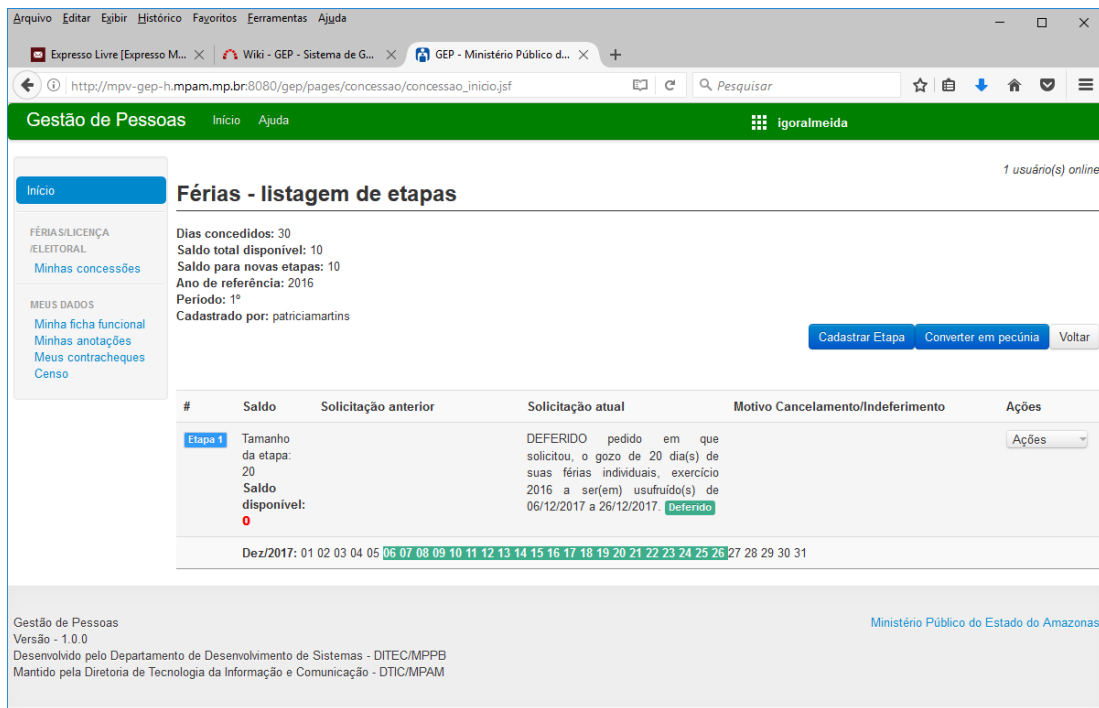 Arquivo Editar Exibir Histórico Favoritos Ferramentas Ajuda
Expresso Livre [Expresso M... Wiki - GEP - Sistema de G... GEP - Ministério Público d...
http://mpv-gep-h.mpam.mp.br:8080/gep/pages/concessao/concessao_inicio.jsf Pesquisar
Gestão de Pessoas Início Ajuda igoralmeida
1 usuário(s) online
Início
FÉRIAS/LICENÇA
/ELEITORAL
Minhas concessões
MEUS DADOS
Minha ficha funcional
Minhas anotações
Meus contracheques
Censo
Férias - listagem de etapas
Dias concedidos: 30
Saldo total disponível: 10
Saldo para novas etapas: 10
Ano de referência: 2016
Período: 1º
Cadastrado por: patriciamartins
Cadastrar Etapa Converter em pecúnia Voltar
# Saldo Solicitação anterior Solicitação atual Motivo Cancelamento/Indeferimento Ações
Etapa 1
Tamanho
da etapa:
20
Saldo
disponível:
0
DEFERIDO pedido em que
solicitou, o gozo de 20 dia(s) de
suas férias individuais, exercício
2016 a ser(em) usufruído(s) de
06/12/2017 a 26/12/2017. Deferido
Ações
Dez/2017: 01 02 03 04 05 06 07 08 09 10 11 12 13 14 15 16 17 18 19 20 21 22 23 24 25 26 27 28 29 30 31
Gestão de Pessoas
Versão - 1.0.0
Desenvolvido pelo Departamento de Desenvolvimento de Sistemas - DITEC/MPPB
Mantido pela Diretoria de Tecnologia da Informação e Comunicação - DTIC/MPAM
Ministério Público do Estado do Amazonas